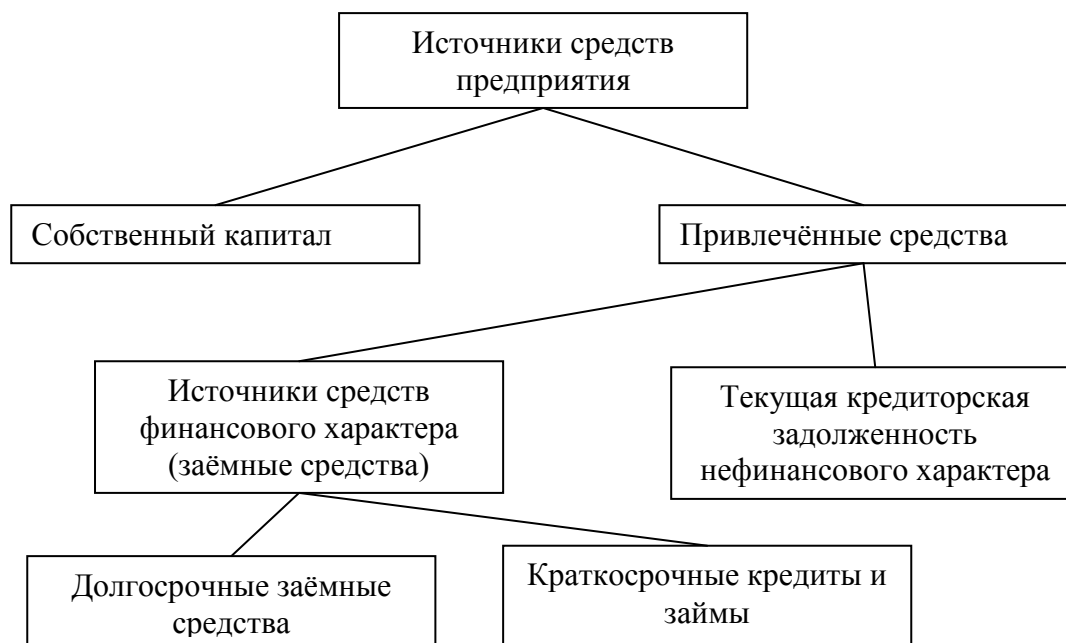 Источники средств
предприятия
Собственный капитал
Привлечённые средства
Источники средств
финансового характера
(заёмные средства)
Текущая кредиторская
задолженность
нефинансового характера
Долгосрочные заёмные
средства
Краткосрочные кредиты и
займы